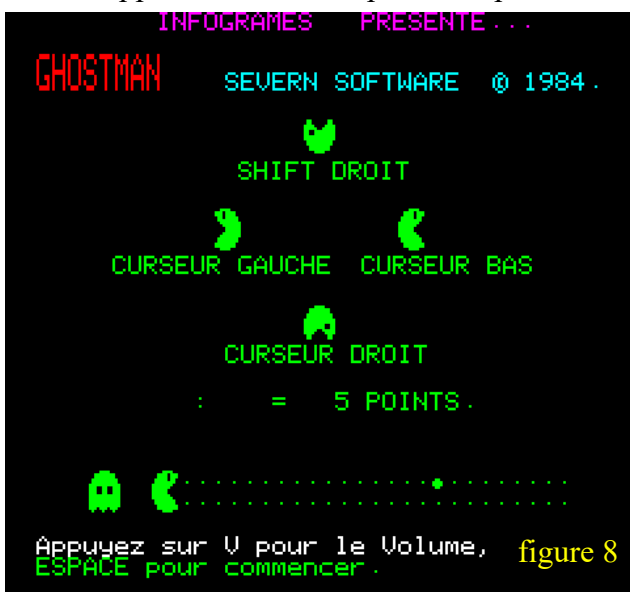 INFOGRAMES PRESENTE...
GHOSTMAN SEVERN SOFTWARE © 1984.
SHIFT DROIT
CURSEUR GAUCHE CURSEUR BAS
CURSEUR DROIT
: = 5 POINTS.
Appuyez sur V pour le Volume,
ESPACE pour commencer.
figure 8